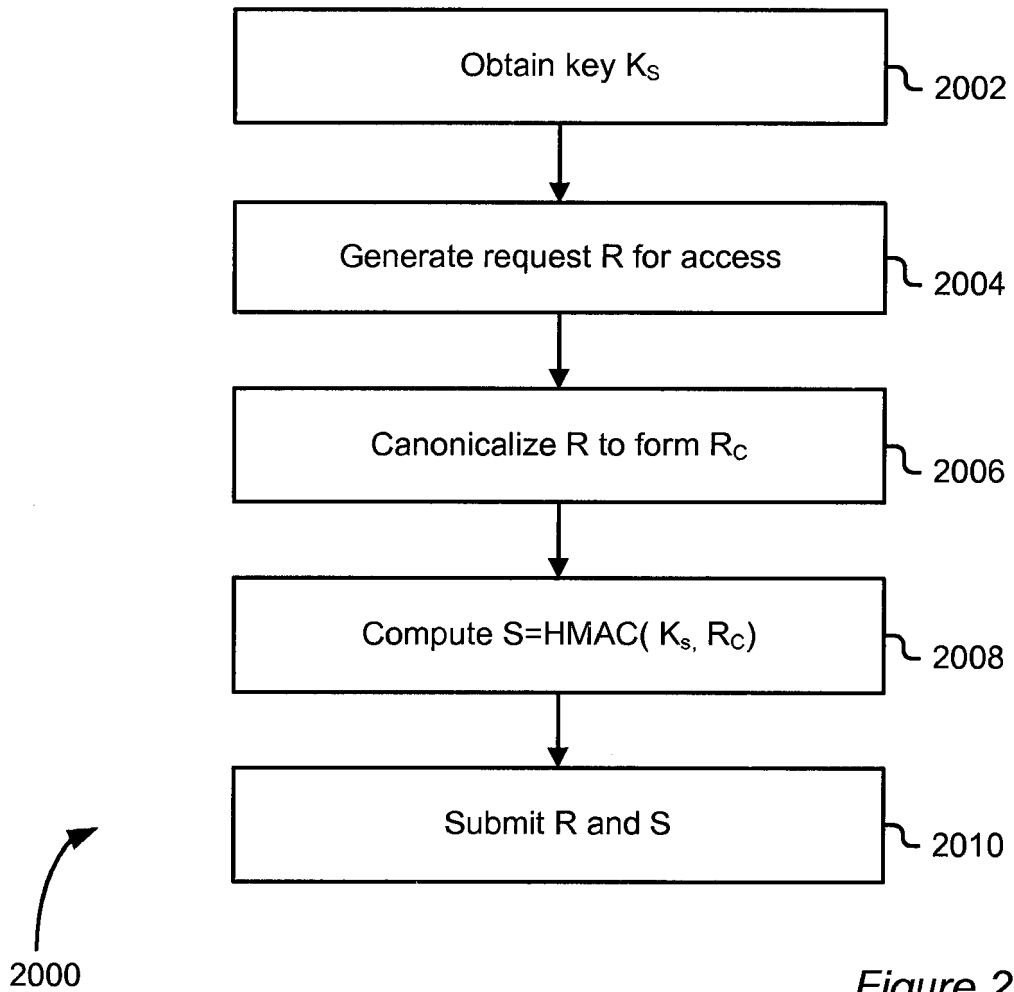 Obtain key K_S
2002
Generate request R for access
2004
Canonicalize R to form R_C
2006
Compute S=HMAC( K_s, R_C)
2008
Submit R and S
2010
2000
Figure 2